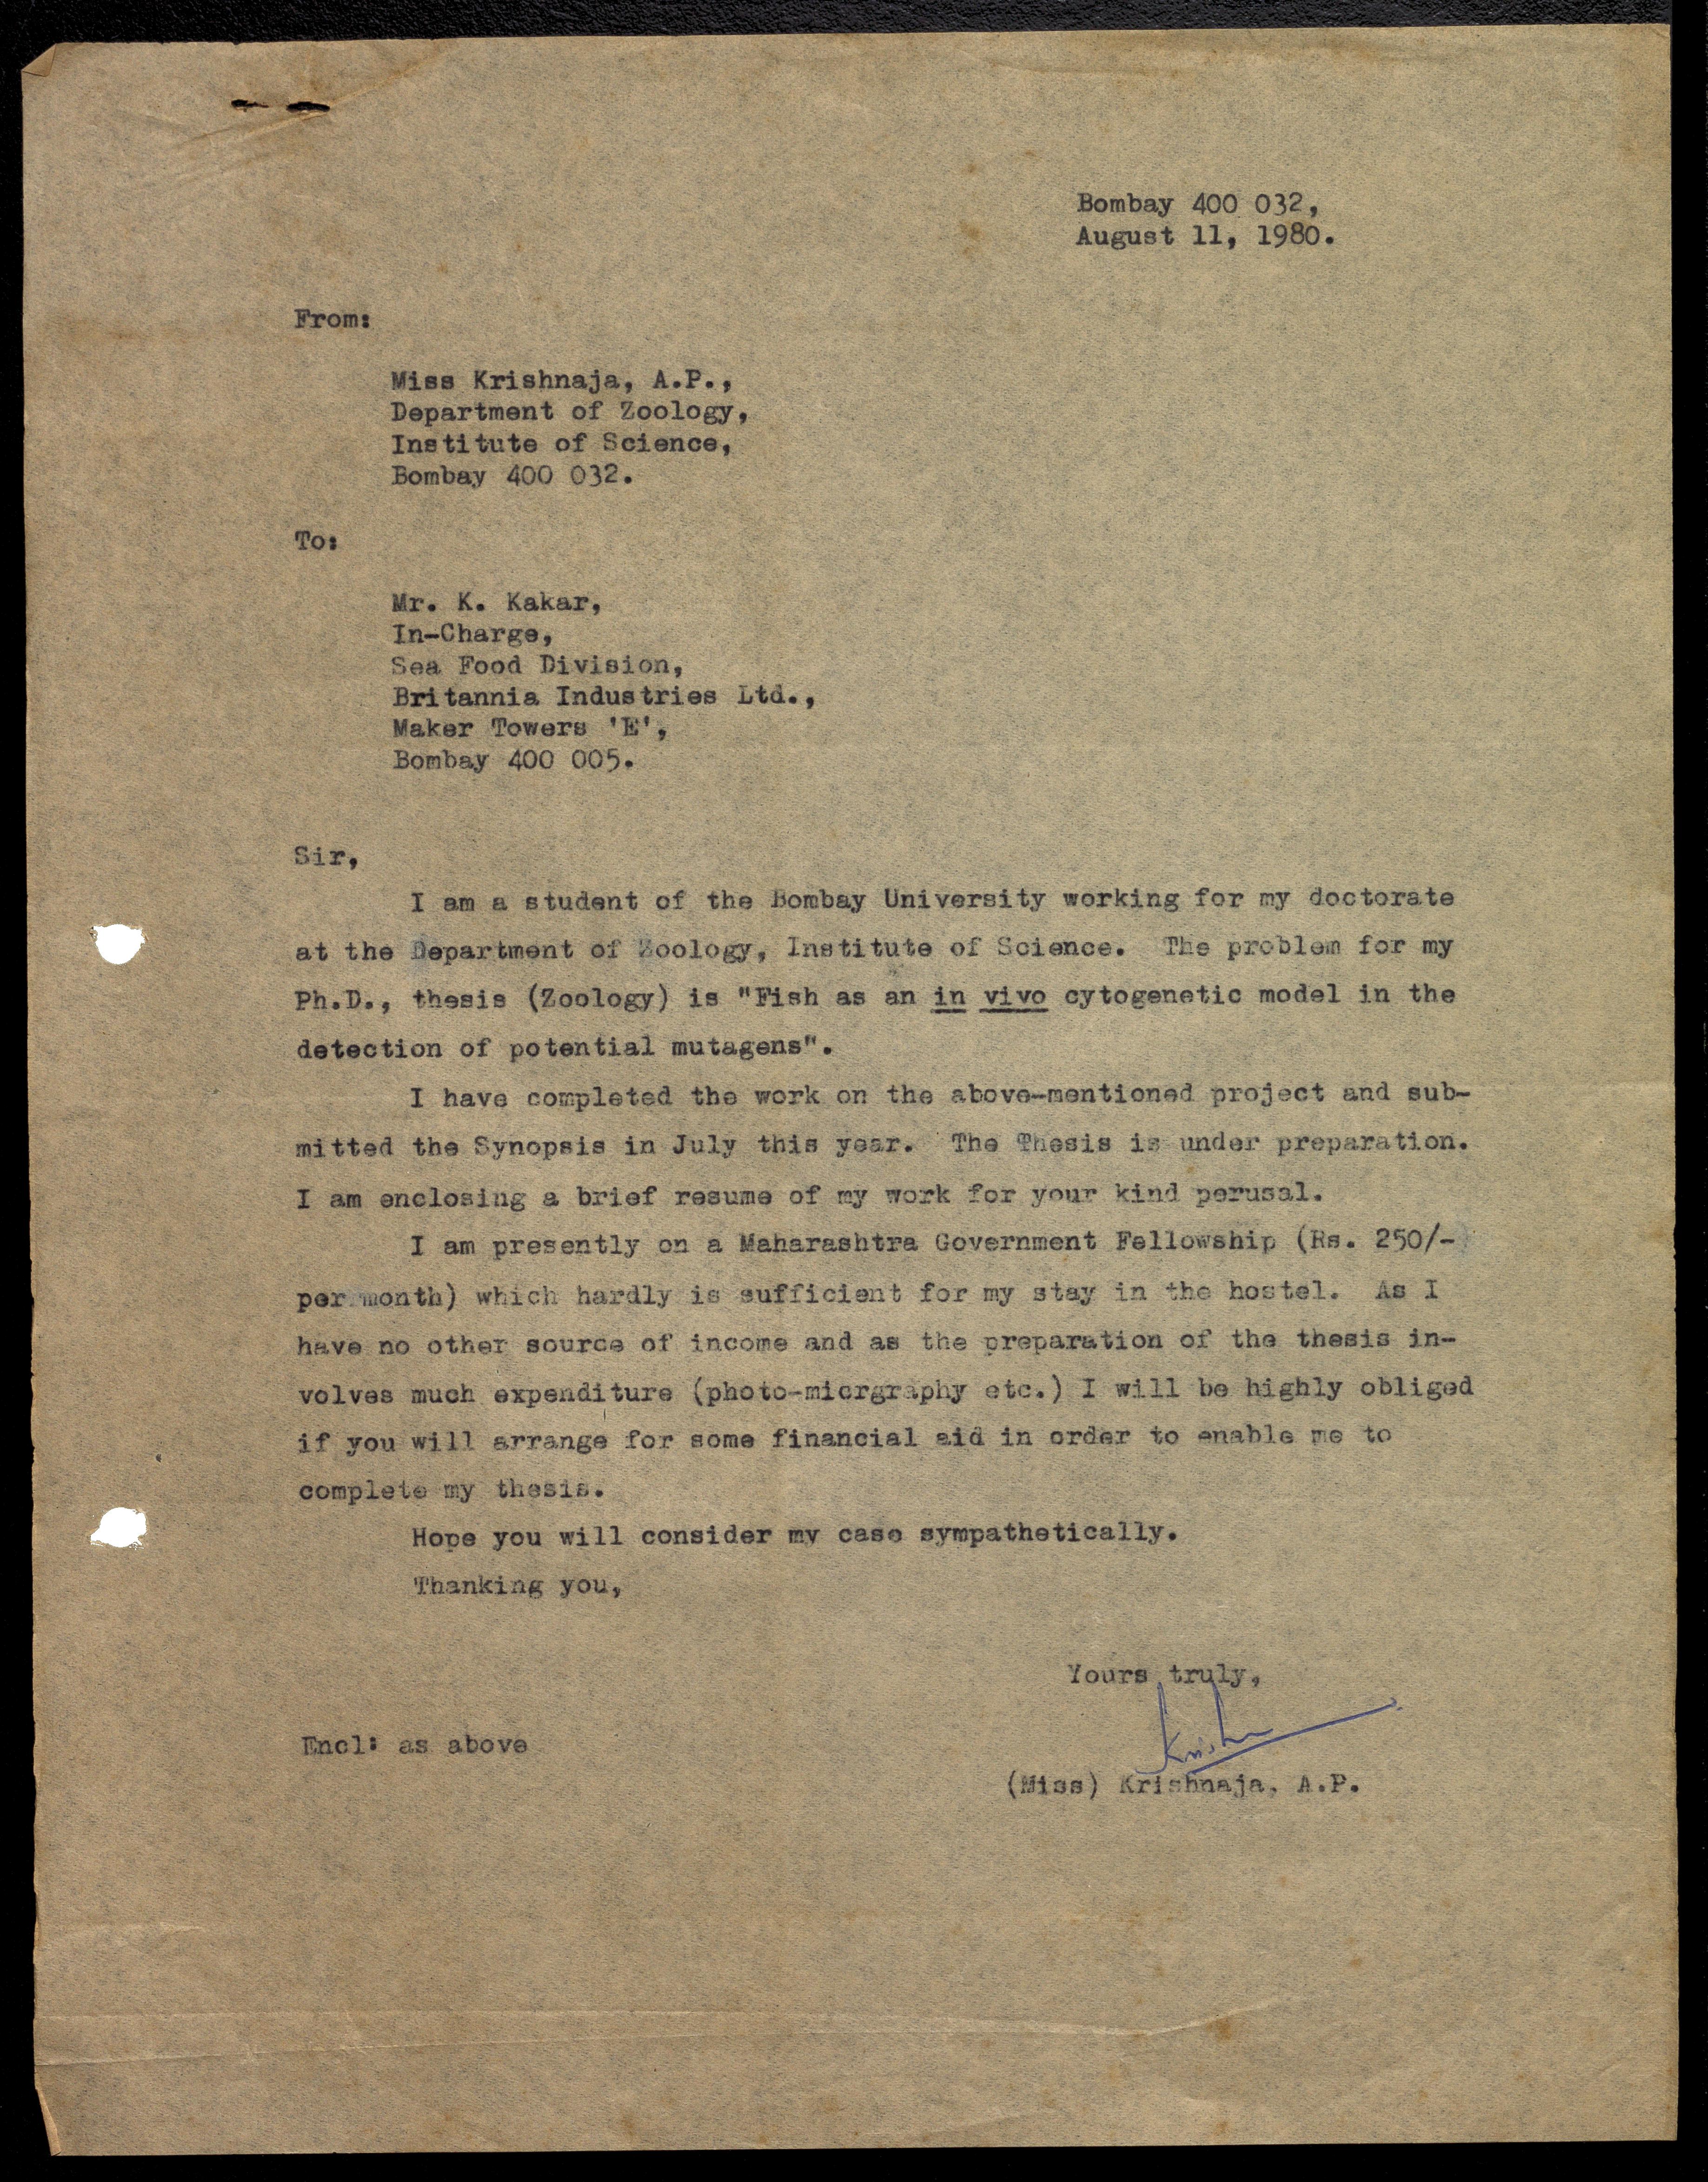 Bombay 400 032,
August 11, 1980.
From:
Miss Krishnaja, A.P.,
Department of Zoology,
Institute of Science,
Bombay 400 032.
To:
Mr. K. Kakar,
In-Charge,
Sea Food Division,
Britannia Industries Ltd.,
Maker Towers 'E',
Bombay 400 005.
Sir,
I am a student of the Bombay University working for my doctorate
at the Department of Zoology, Institute of Science. The problem for my
Ph.D., thesis (Zoology) is "Fish as an in vivo cytogenetic model in the
detection of potential mutagens".
I have completed the work on the above-mentioned project and sub-
mitted the Synopsis in July this year. The Thesis is under preparation.
I am enclosing a brief resume of my work for your kind perusal.
I am presently on a Maharashtra Government Fellowship (Rs. 250/-
per month) which hardly is sufficient for my stay in the hostel. As I
have no other source of income and as the preparation of the thesis in-
volves much expenditure (photo-micrgraphy etc.) I will be highly obliged
if you will arrange for some financial aid in order to enable me to
complete my thesis.
Hope you will consider my case sympathetically.
Thanking you,
Yours truly,
Krishn
Encl: as above
(Miss) Krishnaja, A.P.